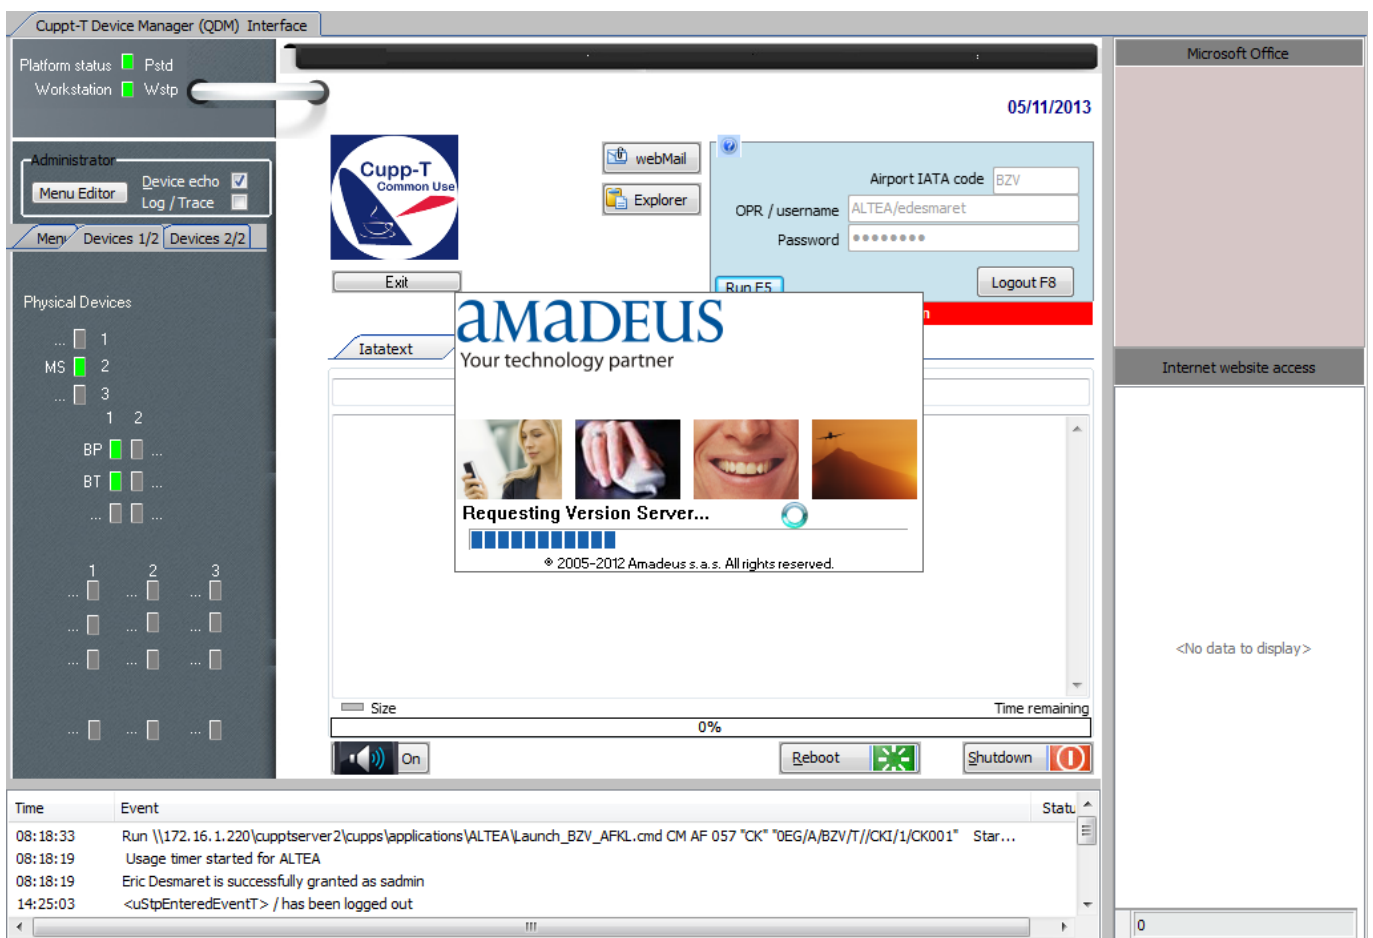 Cuppt-T Device Manager (QDM) Interface
Platform status Pstd
Workstation Wstp
Administrator
Menu Editor
Device echo
Log / Trace
Devices 1/2
Devices 2/2
Physical Devices
... 1
MS 2
... 3
1 2
BP ...
BT ...
... ...
1 2 3
... ... ...
... ... ...
... ... ...
... ... ...
05/11/2013
Cupp-T
Common Use
Exit
webMail
Explorer
Airport IATA code BZV
OPR / username ALTEA/edesmaret
Password ••••••••
Run F5
Logout F8
Iatatext
amadeus
Your technology partner
Requesting Version Server...
© 2005-2012 Amadeus s.a.s. All rights reserved.
Size
Time remaining
0%
On
Reboot
Shutdown
Microsoft Office
Internet website access
<No data to display>
0
Time Event Statu
08:18:33 Run \\172.16.1.220\cupptserver2\cupps\applications\ALTEA\Launch_BZV_AFKL.cmd CM AF 057 "CK" "0EG/A/BZV/T//CKI/1/CK001" Star...
08:18:19 Usage timer started for ALTEA
08:18:19 Eric Desmaret is successfully granted as sadmin
14:25:03 <uStpEnteredEventT> / has been logged out